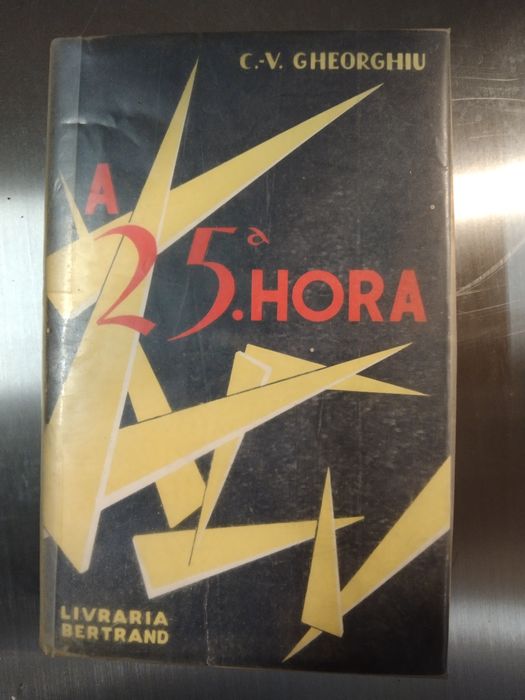 C.-V. GHEORGHIU
A
25.ª HORA
LIVRARIA
BERTRAND